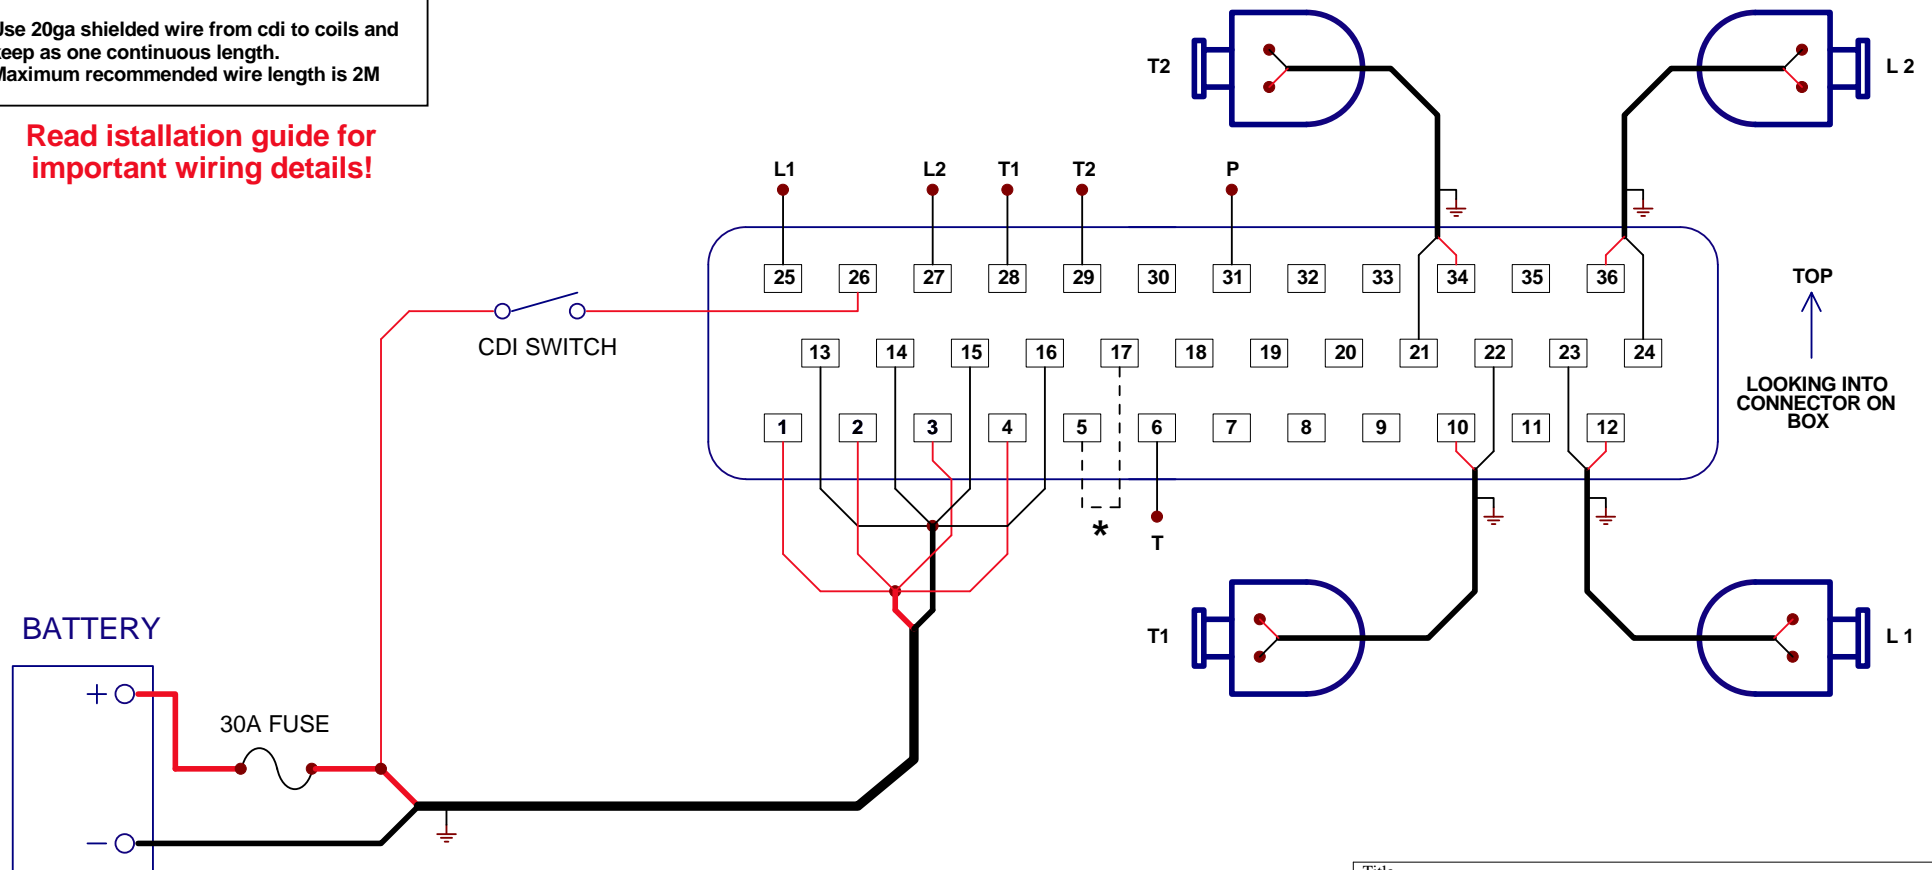 Use 20ga shielded wire from cdi to coils and
keep as one continuous length.
Maximum recommended wire length is 2M
Read istallation guide for
important wiring details!
T2
L 2
L1
L2
T1
T2
P
25
26
27
28
29
30
31
32
33
34
35
36
TOP
CDI SWITCH
13
14
15
16
17
18
19
20
21
22
23
24
LOOKING INTO
CONNECTOR ON
BOX
1
2
3
4
5
6
7
8
9
10
11
12
*
T
BATTERY
T1
L 1
+
30A FUSE
−
Title